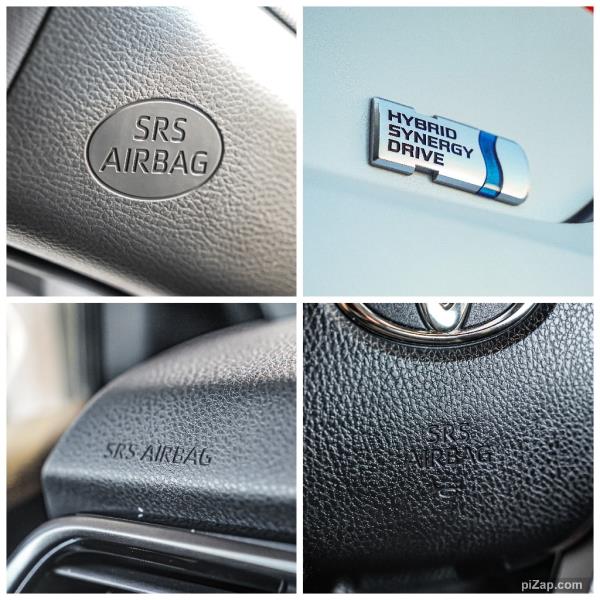 SRS
AIRBAG
HYBRID
SYNERGY
DRIVE
SRS AIRBAG
SRS
AIRBAG
piZap.com